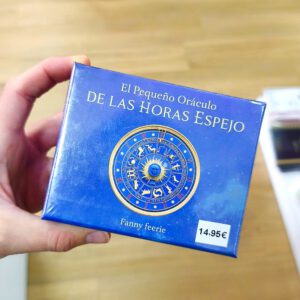 El Pequeño Oráculo
DE LAS HORAS ESPEJO
Fanny feerie
14.95€